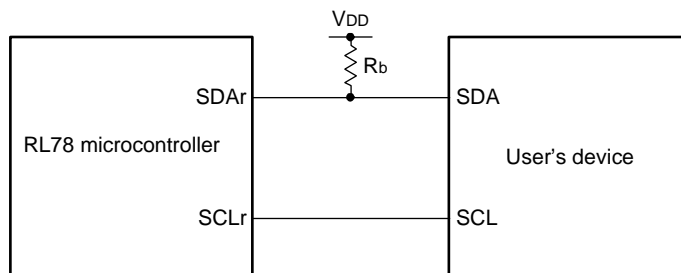 VDD
Rb
SDAr
SDA
RL78 microcontroller
User's device
SCLr
SCL